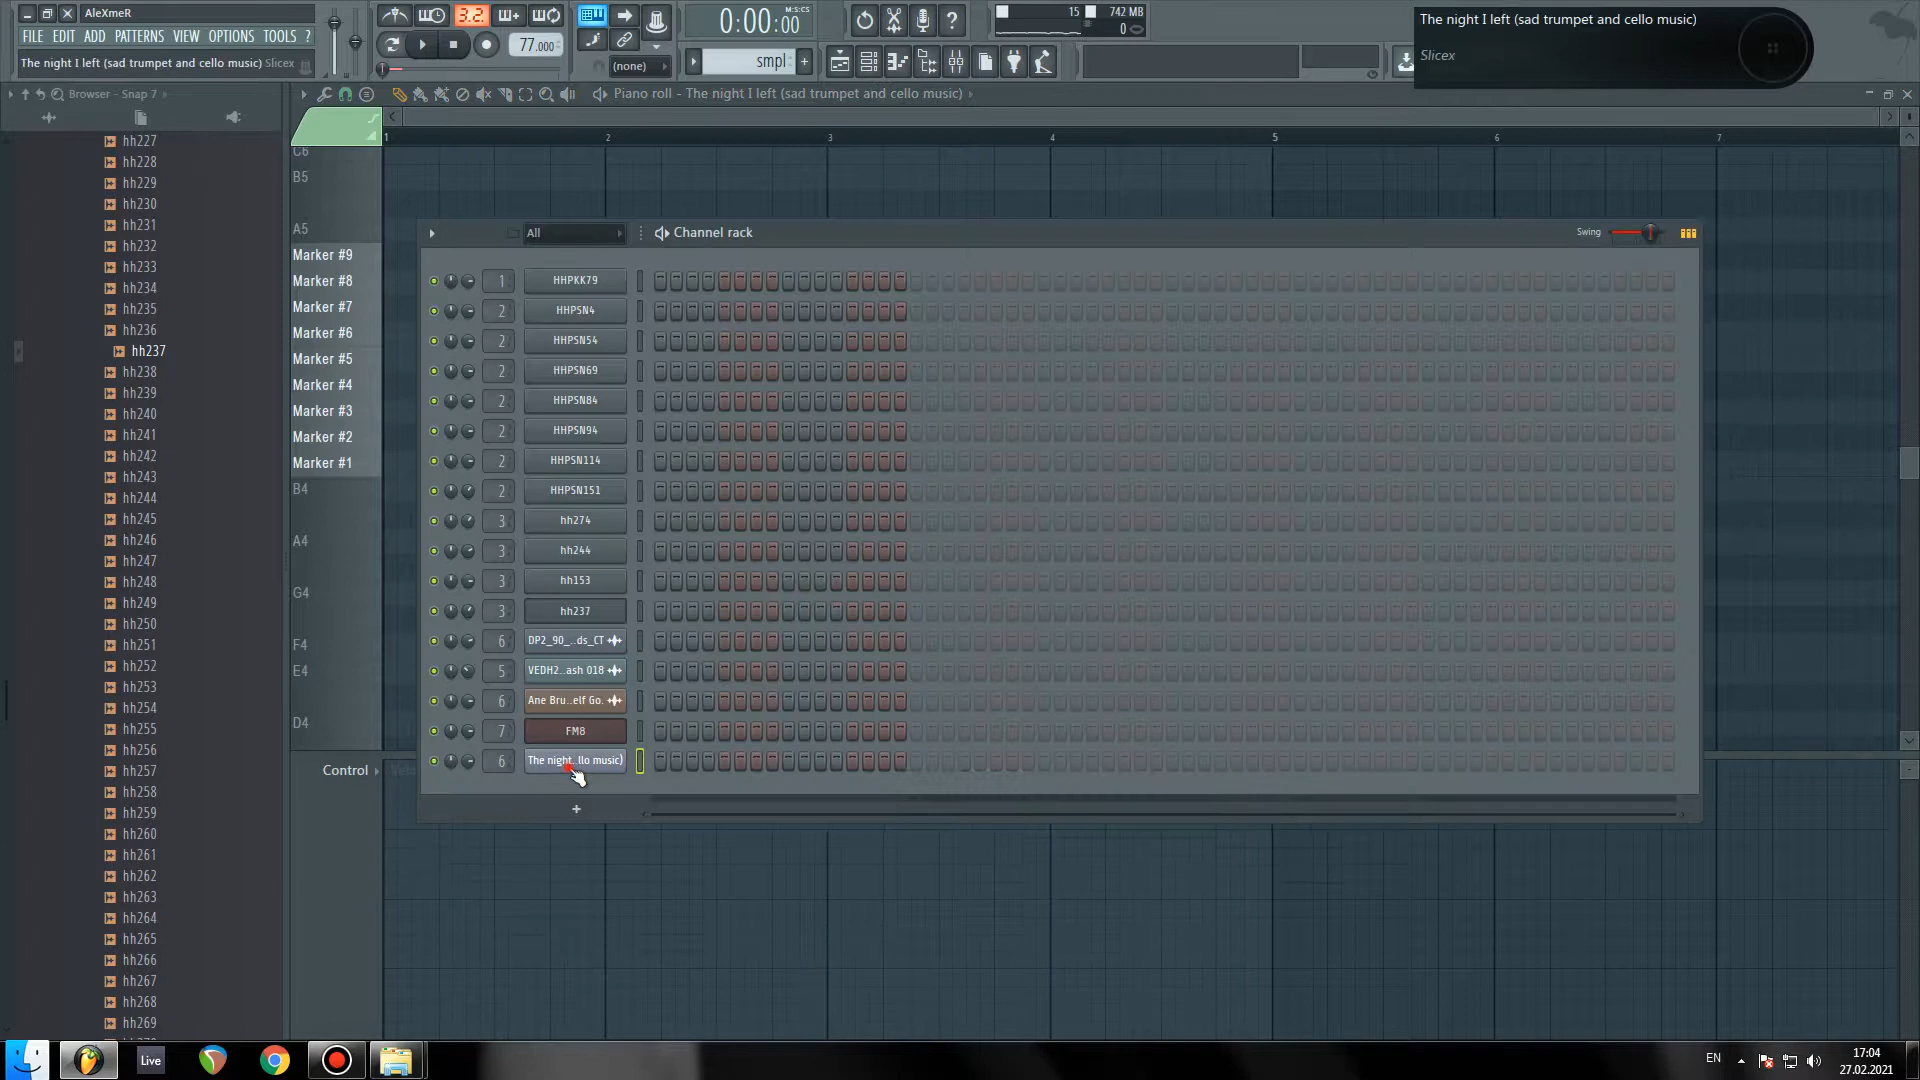 AleXmeR
FILE EDIT ADD PATTERNS VIEW OPTIONS TOOLS ?
The night I left (sad trumpet and cello music) Slicex
3.2
77.000
(none)
0:00:00
M:S:CS
smpl
15
742 MB
0
The night I left (sad trumpet and cello music)
Slicex
Browser - Snap 7
Piano roll - The night I left (sad trumpet and cello music)
1 2 3 4 5 6 7
hh227
hh228
hh229
hh230
hh231
hh232
hh233
hh234
hh235
hh236
hh237
hh238
hh239
hh240
hh241
hh242
hh243
hh244
hh245
hh246
hh247
hh248
hh249
hh250
hh251
hh252
hh253
hh254
hh255
hh256
hh257
hh258
hh259
hh260
hh261
hh262
hh263
hh264
hh265
hh266
hh267
hh268
hh269
C6
B5
A5
Marker #9
Marker #8
Marker #7
Marker #6
Marker #5
Marker #4
Marker #3
Marker #2
Marker #1
B4
A4
G4
F4
E4
D4
Control
All
Channel rack
Swing
1 HHPKK79
2 HHPSN4
2 HHPSN54
2 HHPSN69
2 HHPSN84
2 HHPSN94
2 HHPSN114
2 HHPSN151
3 hh274
3 hh244
3 hh153
3 hh237
6 DP2_90_..ds_CT
5 VEDH2..ash 018
6 Ane Bru..elf Go.
7 FM8
6 The night..llo music)
+
Live
EN
17:04
27.02.2021